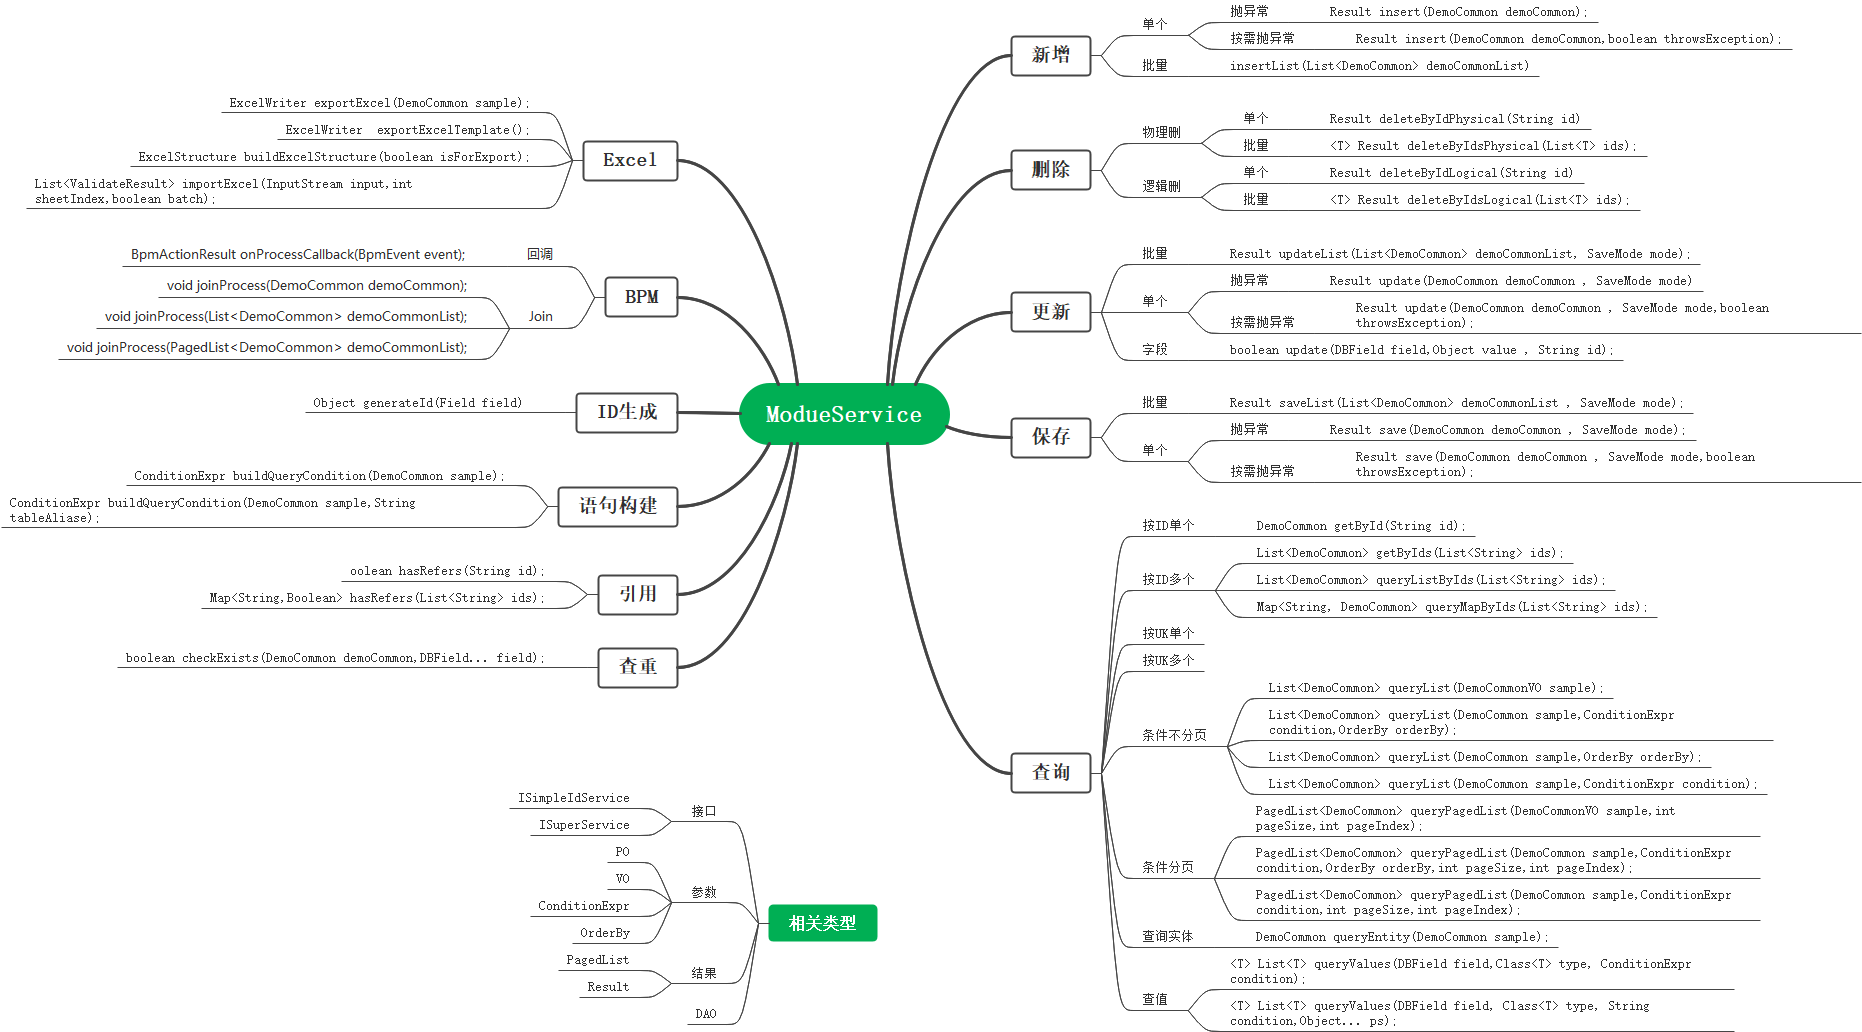 ModueService
新增
单个
抛异常
Result insert(DemoCommon demoCommon);
按需抛异常
Result insert(DemoCommon demoCommon,boolean throwsException);
批量
insertList(List<DemoCommon> demoCommonList)
删除
物理删
单个
Result deleteByIdPhysical(String id)
批量
<T> Result deleteByIdsPhysical(List<T> ids);
逻辑删
单个
Result deleteByIdLogical(String id)
批量
<T> Result deleteByIdsLogical(List<T> ids);
更新
批量
Result updateList(List<DemoCommon> demoCommonList, SaveMode mode);
单个
抛异常
Result update(DemoCommon demoCommon , SaveMode mode)
按需抛异常
Result update(DemoCommon demoCommon , SaveMode mode,boolean
throwsException);
字段
boolean update(DBField field,Object value , String id);
保存
批量
Result saveList(List<DemoCommon> demoCommonList , SaveMode mode);
单个
抛异常
Result save(DemoCommon demoCommon , SaveMode mode);
按需抛异常
Result save(DemoCommon demoCommon , SaveMode mode,boolean
throwsException);
查询
按ID单个
DemoCommon getById(String id);
按ID多个
List<DemoCommon> getByIds(List<String> ids);
List<DemoCommon> queryListByIds(List<String> ids);
Map<String, DemoCommon> queryMapByIds(List<String> ids);
按UK单个
按UK多个
条件不分页
List<DemoCommon> queryList(DemoCommonVO sample);
List<DemoCommon> queryList(DemoCommon sample,ConditionExpr
condition,OrderBy orderBy);
List<DemoCommon> queryList(DemoCommon sample,OrderBy orderBy);
List<DemoCommon> queryList(DemoCommon sample,ConditionExpr condition);
条件分页
PagedList<DemoCommon> queryPagedList(DemoCommonVO sample,int
pageSize,int pageIndex);
PagedList<DemoCommon> queryPagedList(DemoCommon sample,ConditionExpr
condition,OrderBy orderBy,int pageSize,int pageIndex);
PagedList<DemoCommon> queryPagedList(DemoCommon sample,ConditionExpr
condition,int pageSize,int pageIndex);
查询实体
DemoCommon queryEntity(DemoCommon sample);
查值
<T> List<T> queryValues(DBField field,Class<T> type, ConditionExpr
condition);
<T> List<T> queryValues(DBField field, Class<T> type, String
condition,Object... ps);
Excel
ExcelWriter exportExcel(DemoCommon sample);
ExcelWriter  exportExcelTemplate();
ExcelStructure buildExcelStructure(boolean isForExport);
List<ValidateResult> importExcel(InputStream input,int
sheetIndex,boolean batch);
BPM
回调
BpmActionResult onProcessCallback(BpmEvent event);
Join
void joinProcess(DemoCommon demoCommon);
void joinProcess(List<DemoCommon> demoCommonList);
void joinProcess(PagedList<DemoCommon> demoCommonList);
ID生成
Object generateId(Field field)
语句构建
ConditionExpr buildQueryCondition(DemoCommon sample);
ConditionExpr buildQueryCondition(DemoCommon sample,String
tableAliase);
引用
oolean hasRefers(String id);
Map<String,Boolean> hasRefers(List<String> ids);
查重
boolean checkExists(DemoCommon demoCommon,DBField... field);
相关类型
接口
ISimpleIdService
ISuperService
参数
PO
VO
ConditionExpr
OrderBy
结果
PagedList
Result
DAO